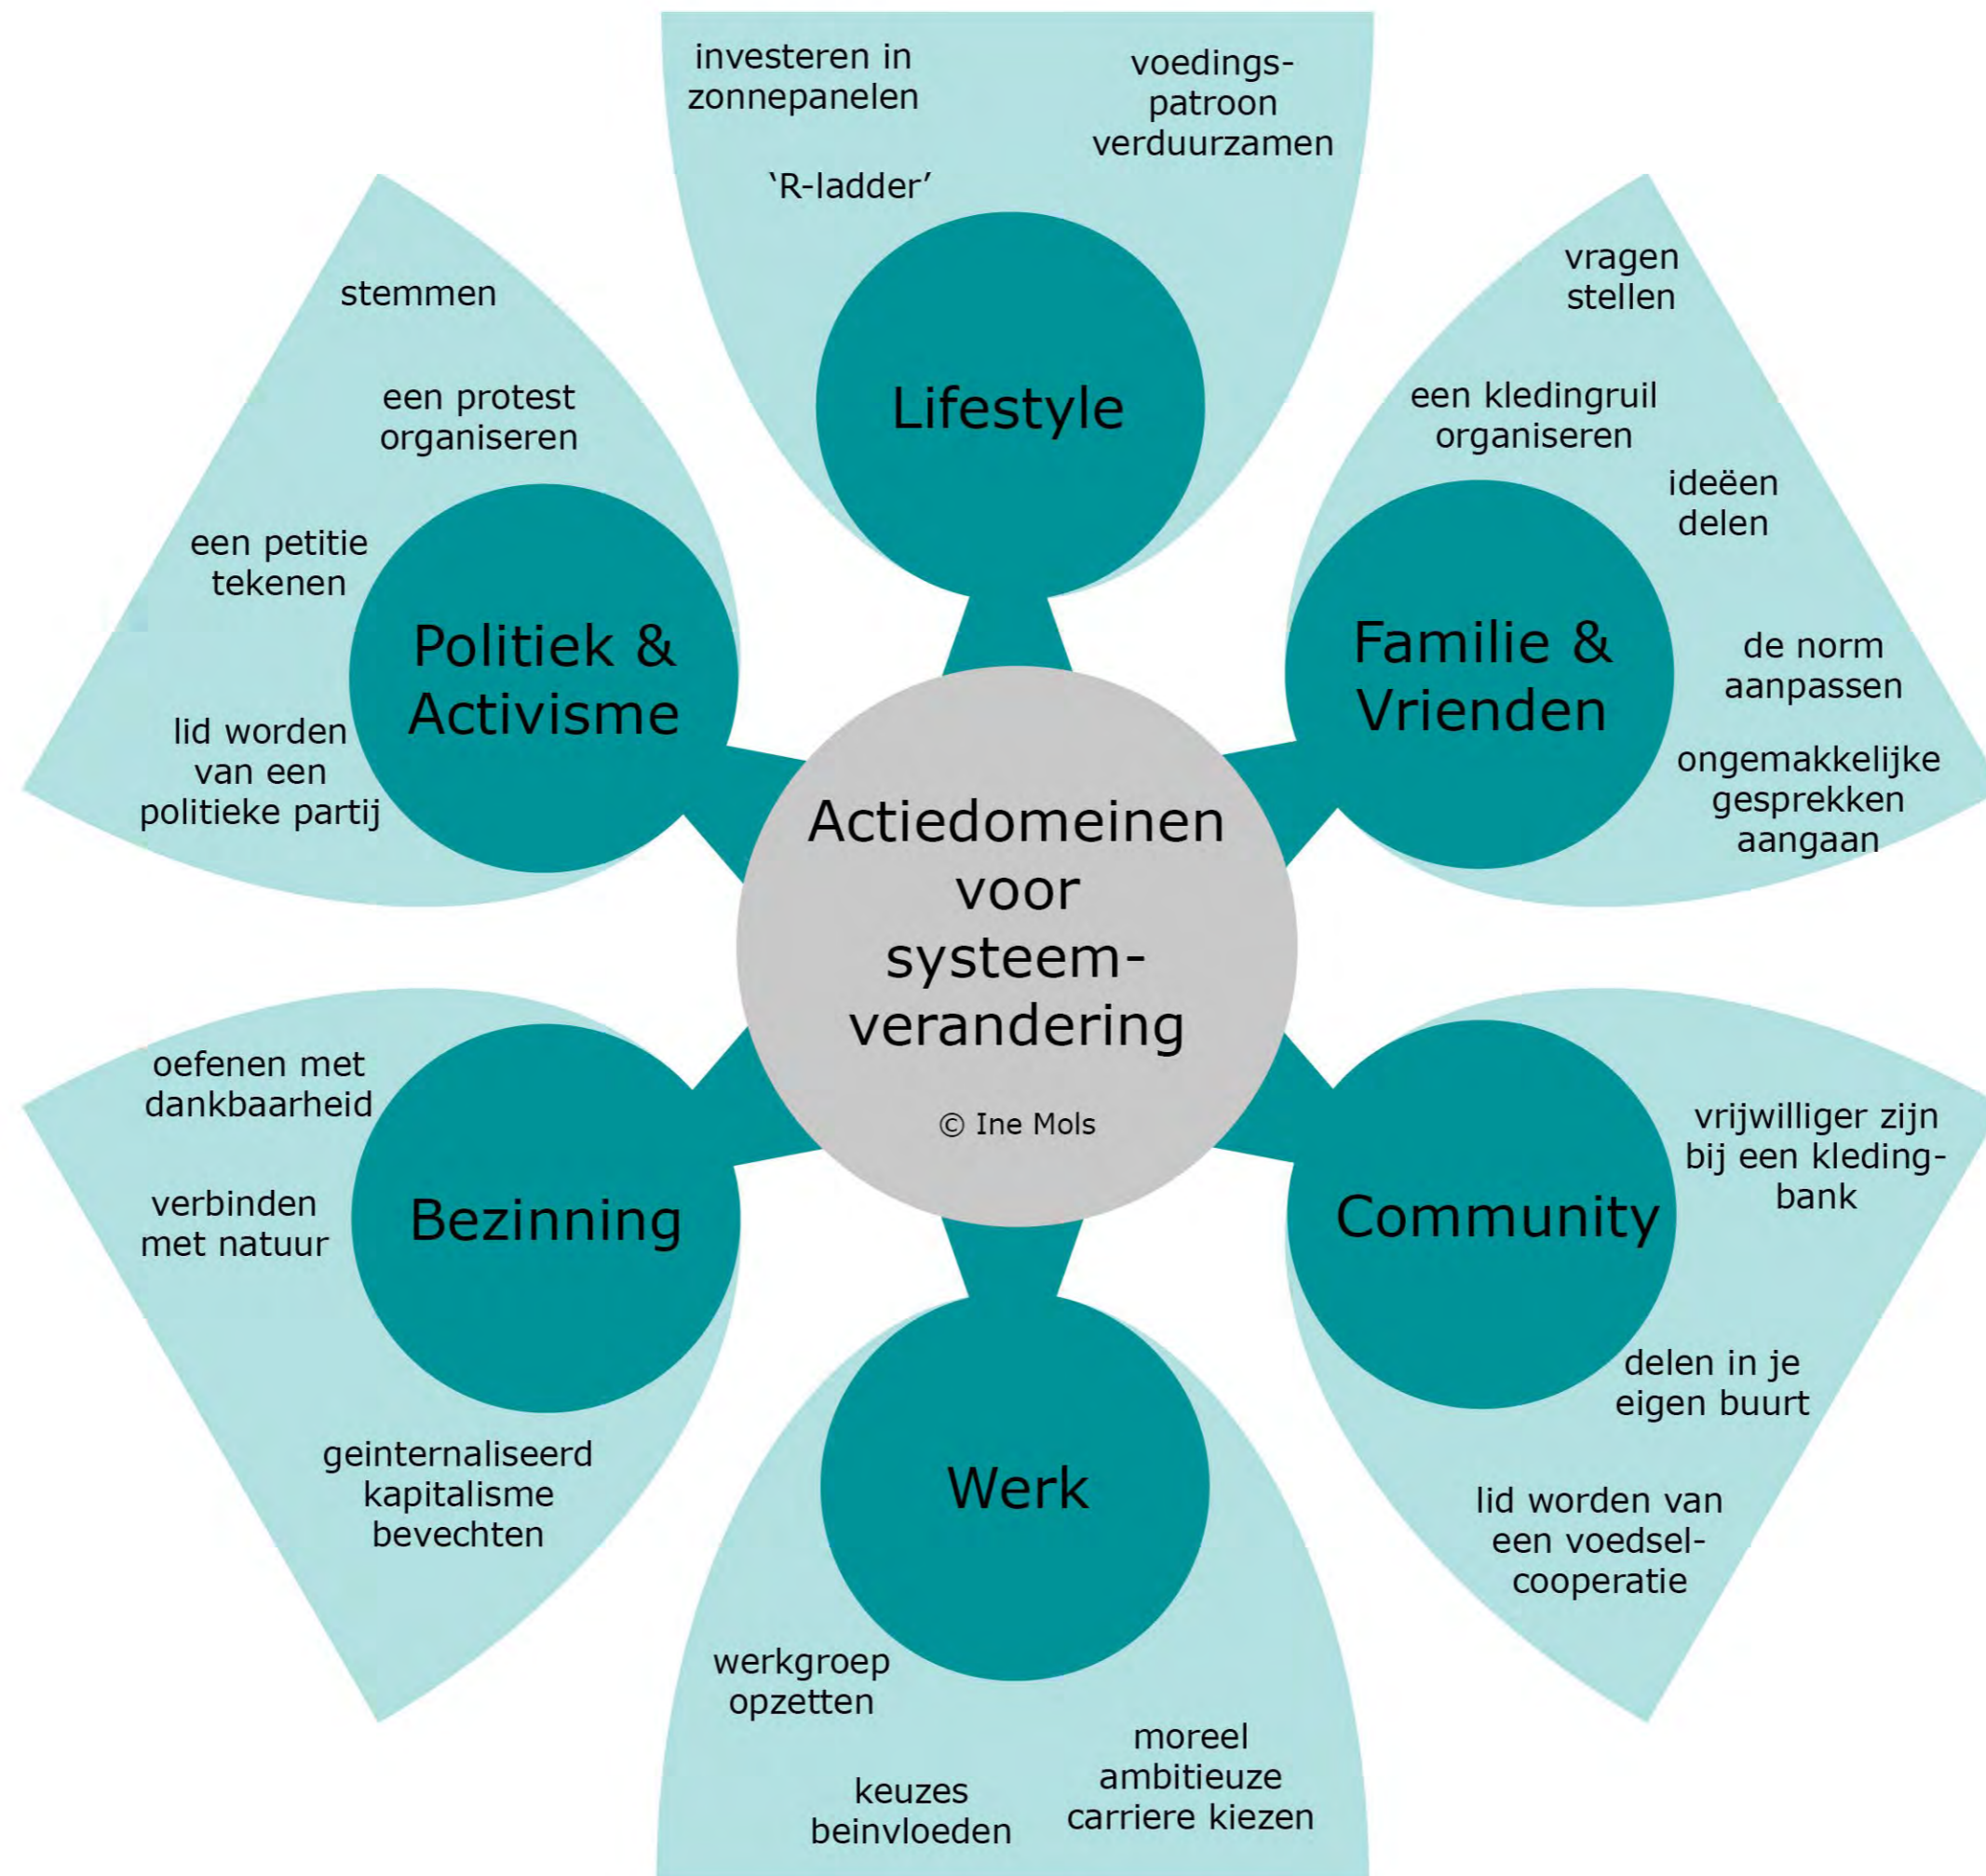 investeren in
zonnepanelen
voedings-
patroon
verduurzamen
‘R-ladder’
Lifestyle
vragen
stellen
een kledingruil
organiseren
ideëen
delen
de norm
aanpassen
ongemakkelijke
gesprekken
aangaan
Familie &
Vrienden
vrijwilliger zijn
bij een kleding-
bank
delen in je
eigen buurt
lid worden van
een voedsel-
cooperatie
Community
Werk
werkgroep
opzetten
keuzes
beinvloeden
moreel
ambitieuze
carriere kiezen
Bezinning
oefenen met
dankbaarheid
verbinden
met natuur
geinternaliseerd
kapitalisme
bevechten
stemmen
een protest
organiseren
een petitie
tekenen
lid worden
van een
politieke partij
Politiek &
Activisme
Actiedomeinen
voor
systeem-
verandering
© Ine Mols